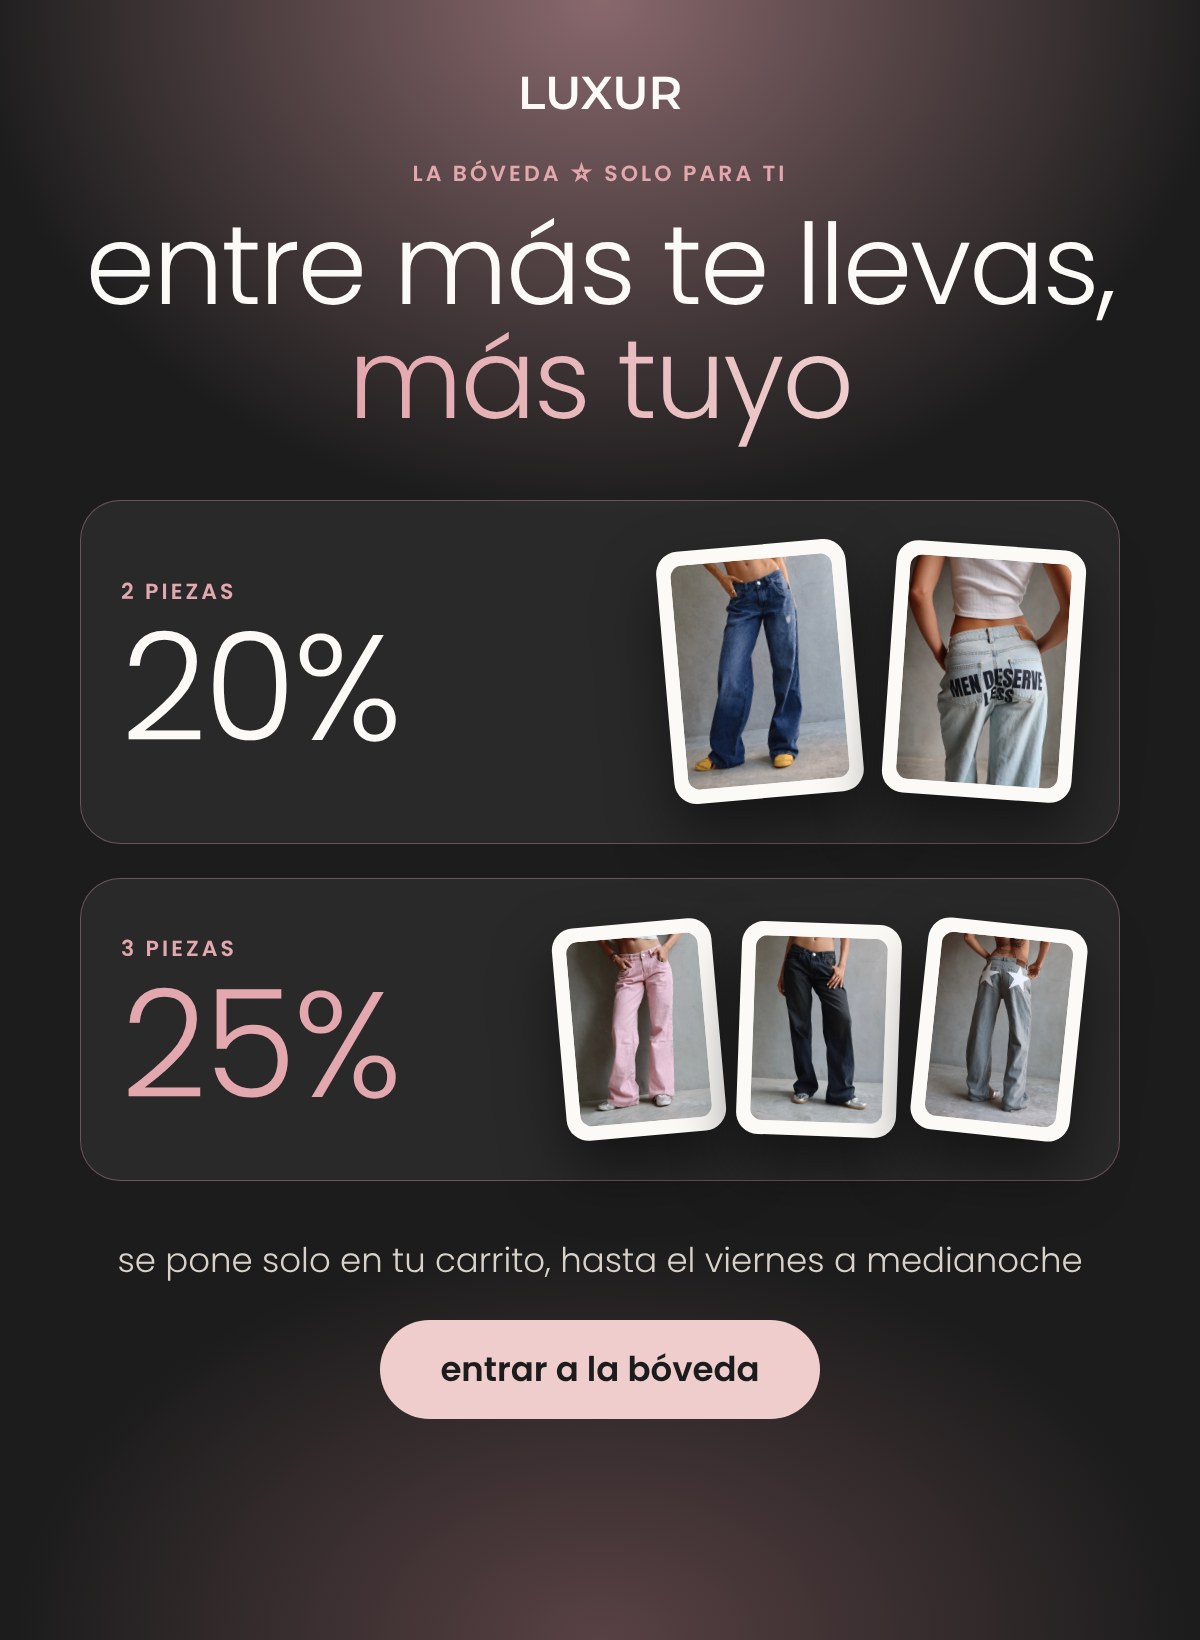 LUXUR
LA BÓVEDA ☆ SOLO PARA TI
entre más te llevas,
más tuyo
2 PIEZAS
20%
MEN DESERVE
LESS
3 PIEZAS
25%
se pone solo en tu carrito, hasta el viernes a medianoche
entrar a la bóveda